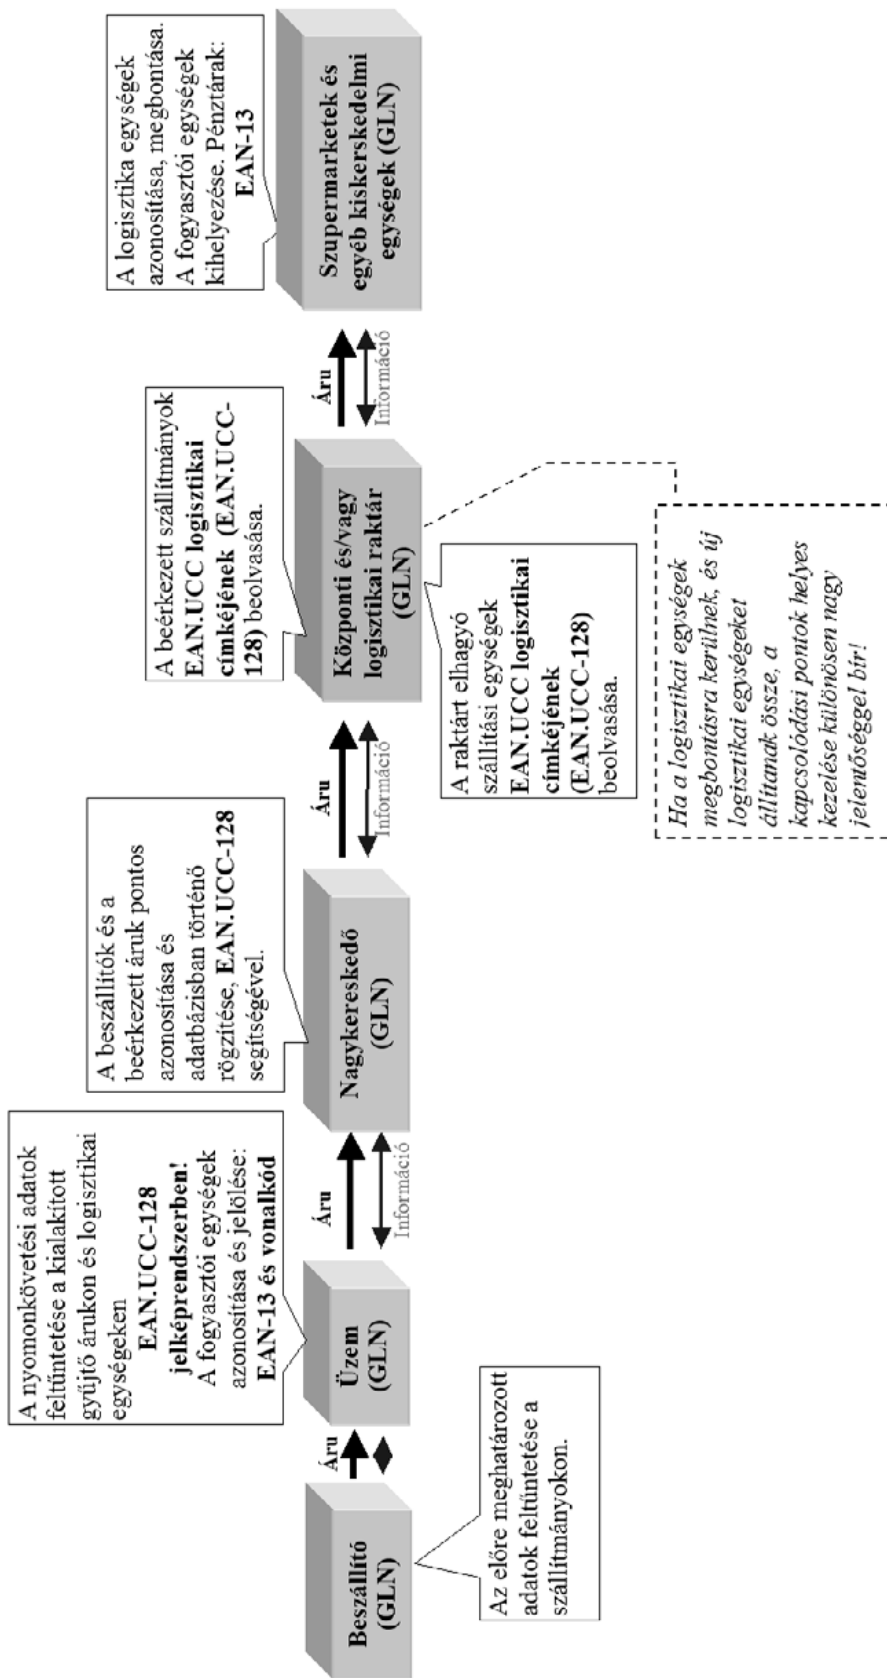 Az előre meghatározott
adatok feltűntetése a
szállítmányokon.
Beszállító
(GLN)
Áru
A nyomonkövetési adatok
feltűntetése a kialakított
gyűjtő árukon és logisztikai
egységeken
EAN.UCC-128
jelképrendszerben!
A fogyasztói egységek
azonosítása és jelölése:
EAN-13 és vonalkód
Üzem
(GLN)
Áru
Információ
A beszállítók és a
beérkezett áruk pontos
azonosítása és
adatbázisban történő
rögzítése, EAN.UCC-128
segítségével.
Nagykereskedő
(GLN)
Áru
Információ
A beérkezett szállítmányok
EAN.UCC logisztikai
címkéjének (EAN.UCC-
128) beolvasása.
Központi és/vagy
logisztikai raktár
(GLN)
A raktárt elhagyó
szállítási egységek
EAN.UCC logisztikai
címkéjének
(EAN.UCC-128)
beolvasása.
Ha a logisztikai egységek
megbontásra kerülnek, és új
logisztikai egységeket
állítanak össze, a
kapcsolódási pontok helyes
kezelése különösen nagy
jelentőséggel bír!
Áru
Információ
A logisztika egységek
azonosítása, megbontása.
A fogyasztói egységek
kihelyezése. Pénztárak:
EAN-13
Szupermarketek és
egyéb kiskerskedelmi
egységek (GLN)